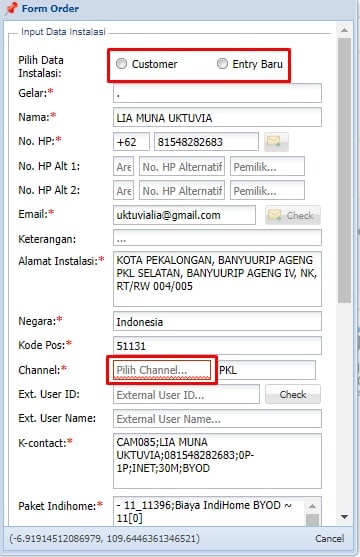 Form Order
Input Data Instalasi
Pilih Data Instalasi:
Customer
Entry Baru
Gelar:* .
Nama:* LIA MUNA UKTUVIA
No. HP:* +62 81548282683
No. HP Alt 1: Are No. HP Alternatif Pemilik...
No. HP Alt 2: Are No. HP Alternatif Pemilik...
Email:* uktuvialia@gmail.com Check
Keterangan: ...
Alamat Instalasi:* KOTA PEKALONGAN, BANYUURIP AGENG
PKL SELATAN, BANYUURIP AGENG IV, NK,
RT/RW 004/005
Negara:* Indonesia
Kode Pos:* 51131
Channel:* Pilih Channel... PKL
Ext. User ID: External User ID... Check
Ext. User Name: External User Name...
K-contact:* CAM085;LIA MUNA
UKTUVIA;081548282683;0P-
1P;INET;30M;BYOD
Paket Indihome:* - 11_11396;Biaya IndiHome BYOD ~
11[0]
(-6.91914512086979, 109.6446361346521) Cancel